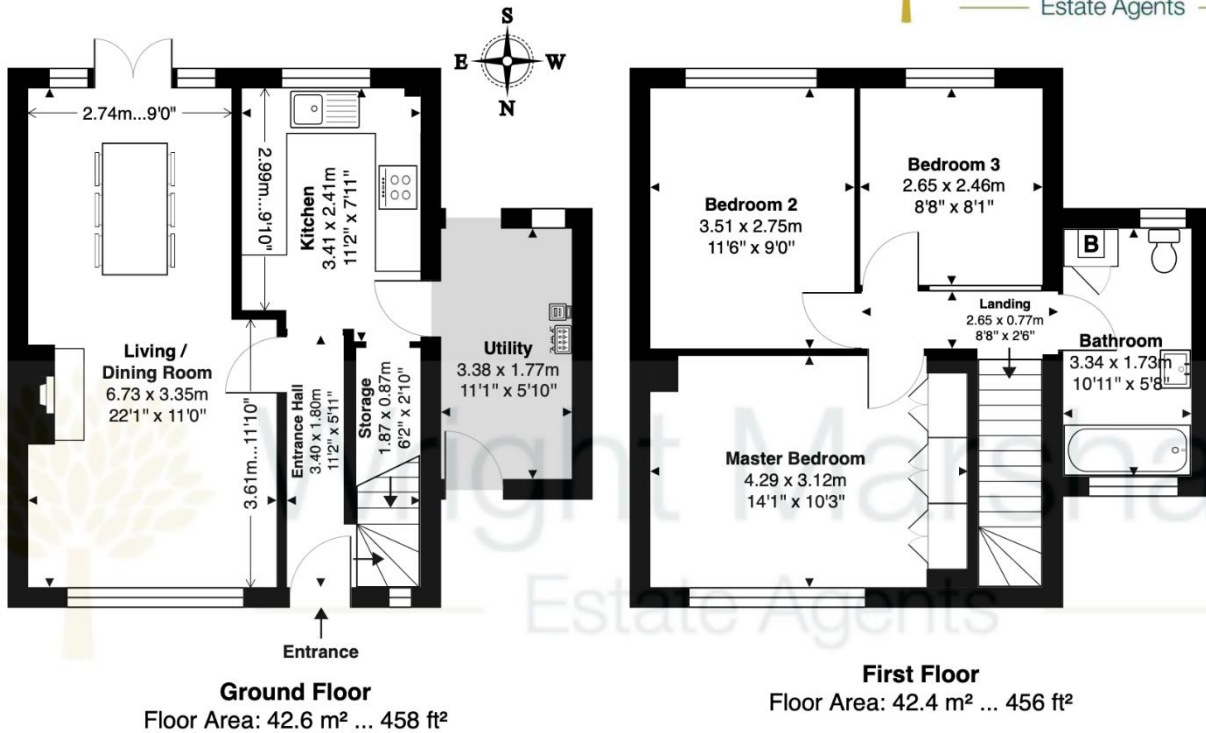 Estate Agents
S
E W
N
2.74m...9'0"
2.99m...9'10"
Kitchen
3.41 x 2.41m
11'2" x 7'11"
Living /
Dining Room
6.73 x 3.35m
22'1" x 11'0"
3.61m...11'10"
Entrance Hall
3.40 x 1.80m
11'2" x 5'11"
Storage
1.87 x 0.87m
6'2" x 2'10"
Utility
3.38 x 1.77m
11'1" x 5'10"
Entrance
Ground Floor
Floor Area: 42.6 m² ... 458 ft²
Bedroom 2
3.51 x 2.75m
11'6" x 9'0"
Bedroom 3
2.65 x 2.46m
8'8" x 8'1"
B
Landing
2.65 x 0.77m
8'8" x 2'6"
Bathroom
3.34 x 1.73m
10'11" x 5'8"
Master Bedroom
4.29 x 3.12m
14'1" x 10'3"
First Floor
Floor Area: 42.4 m² ... 456 ft²
Wright Marsha
Estate Agents